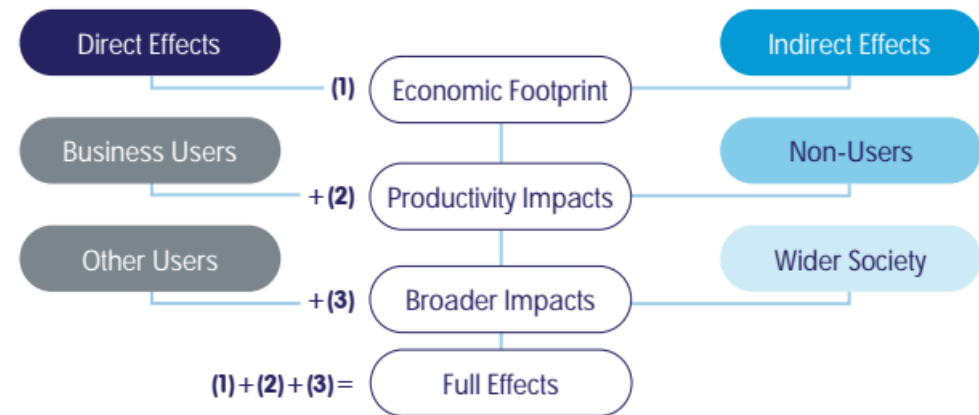 Direct Effects
Indirect Effects
(1) Economic Footprint
Business Users
Non-Users
+(2) Productivity Impacts
Other Users
Wider Society
+(3) Broader Impacts
(1)+(2)+(3)= Full Effects